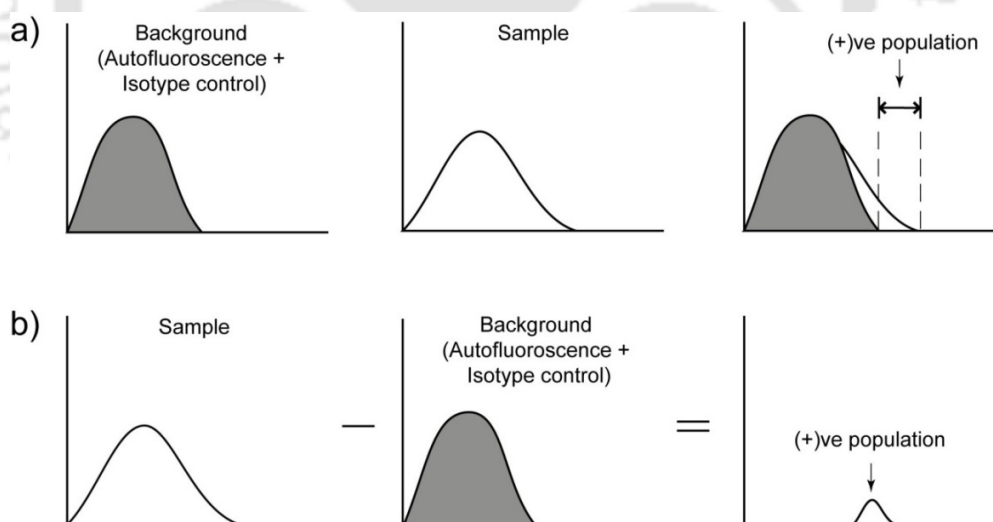 a)
Background
(Autofluoroscence +
Isotype control)
Sample
(+)ve population
b)
Sample
Background
(Autofluoroscence +
Isotype control)
(+)ve population